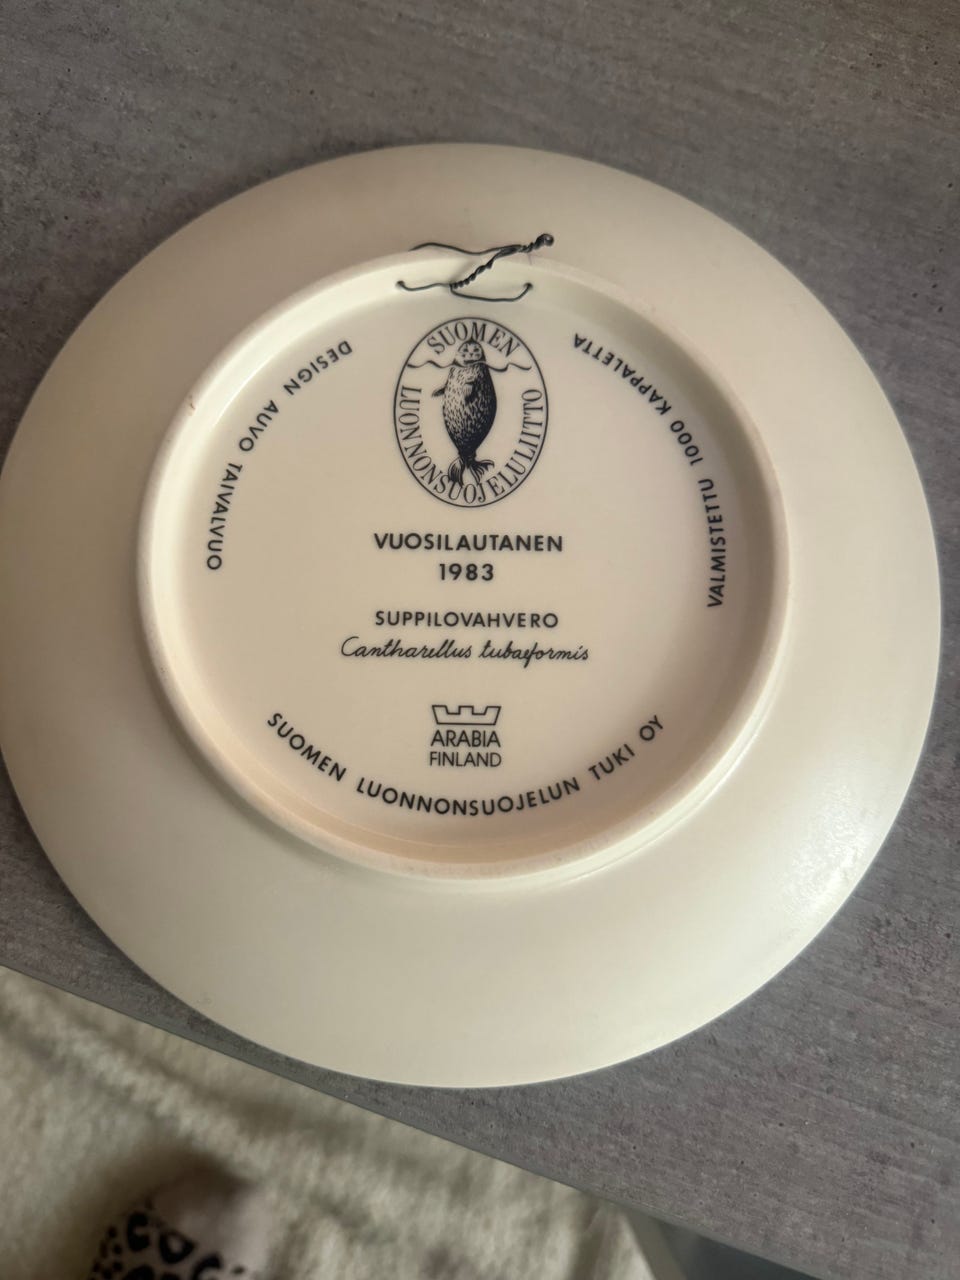 SUOMEN
LUONNONSUOJELULIITTO
DESIGN AUVO TAIVALVUO
VALMISTETTU 1000 KAPPALETTA
VUOSILAUTANEN
1983
SUPPILOVAHVERO
Cantharellus tubaeformis
ARABIA
FINLAND
SUOMEN LUONNONSUOJELUN TUKI OY